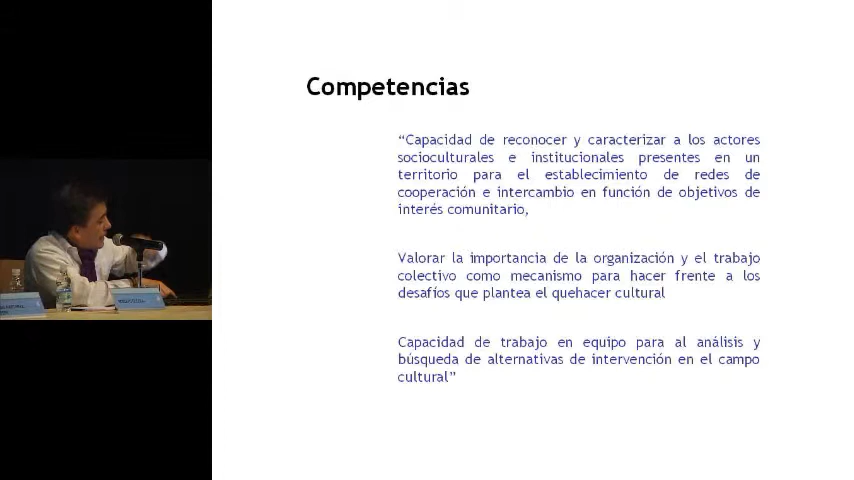 Competencias
“Capacidad de reconocer y caracterizar a los actores
socioculturales e institucionales presentes en un
territorio para el establecimiento de redes de
cooperación e intercambio en función de objetivos de
interés comunitario,
Valorar la importancia de la organización y el trabajo
colectivo como mecanismo para hacer frente a los
desafíos que plantea el quehacer cultural
Capacidad de trabajo en equipo para al análisis y
búsqueda de alternativas de intervención en el campo
cultural”